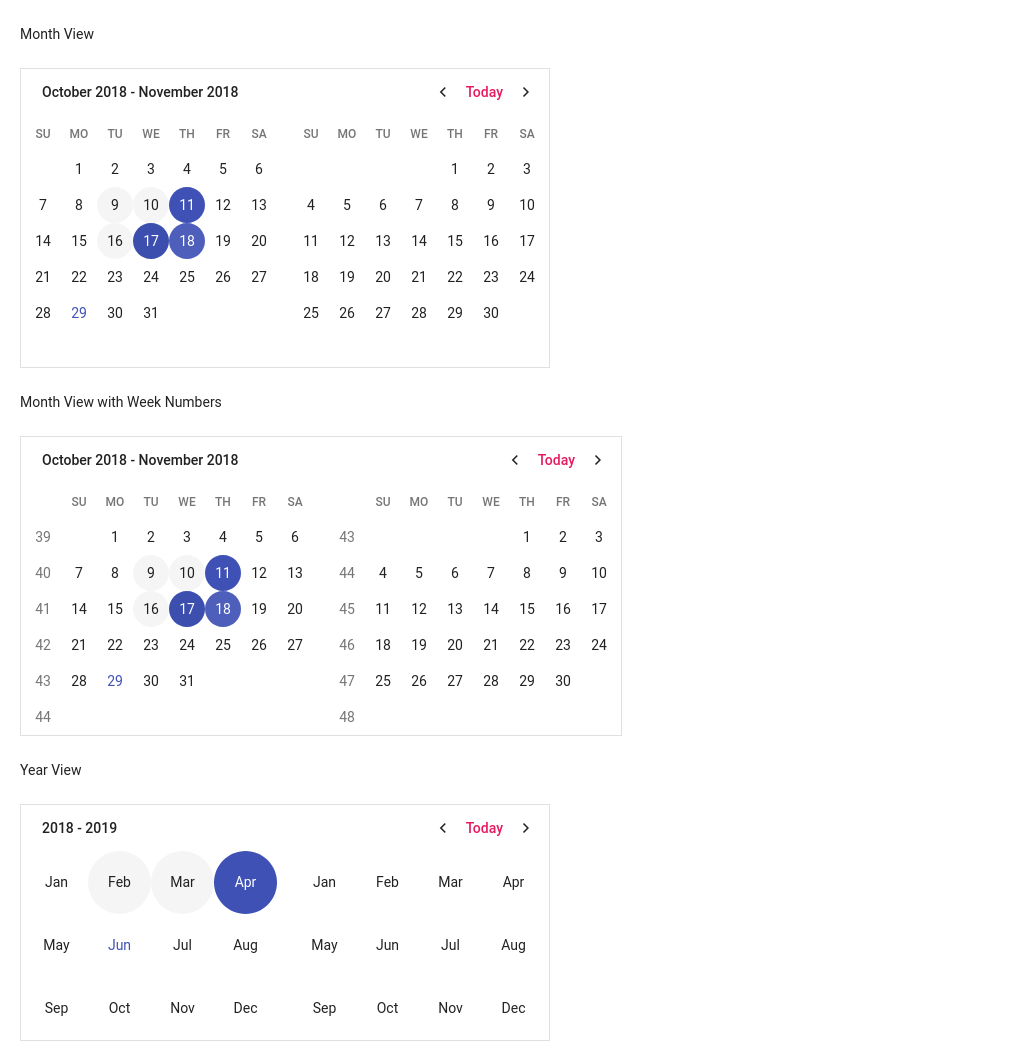 Month View
October 2018 - November 2018 Today
SU MO TU WE TH FR SA SU MO TU WE TH FR SA
1 2 3 4 5 6 1 2 3
7 8 9 10 11 12 13 4 5 6 7 8 9 10
14 15 16 17 18 19 20 11 12 13 14 15 16 17
21 22 23 24 25 26 27 18 19 20 21 22 23 24
28 29 30 31 25 26 27 28 29 30
Month View with Week Numbers
October 2018 - November 2018 Today
SU MO TU WE TH FR SA SU MO TU WE TH FR SA
39 1 2 3 4 5 6 43 1 2 3
40 7 8 9 10 11 12 13 44 4 5 6 7 8 9 10
41 14 15 16 17 18 19 20 45 11 12 13 14 15 16 17
42 21 22 23 24 25 26 27 46 18 19 20 21 22 23 24
43 28 29 30 31 47 25 26 27 28 29 30
44 48
Year View
2018 - 2019 Today
Jan Feb Mar Apr Jan Feb Mar Apr
May Jun Jul Aug May Jun Jul Aug
Sep Oct Nov Dec Sep Oct Nov Dec